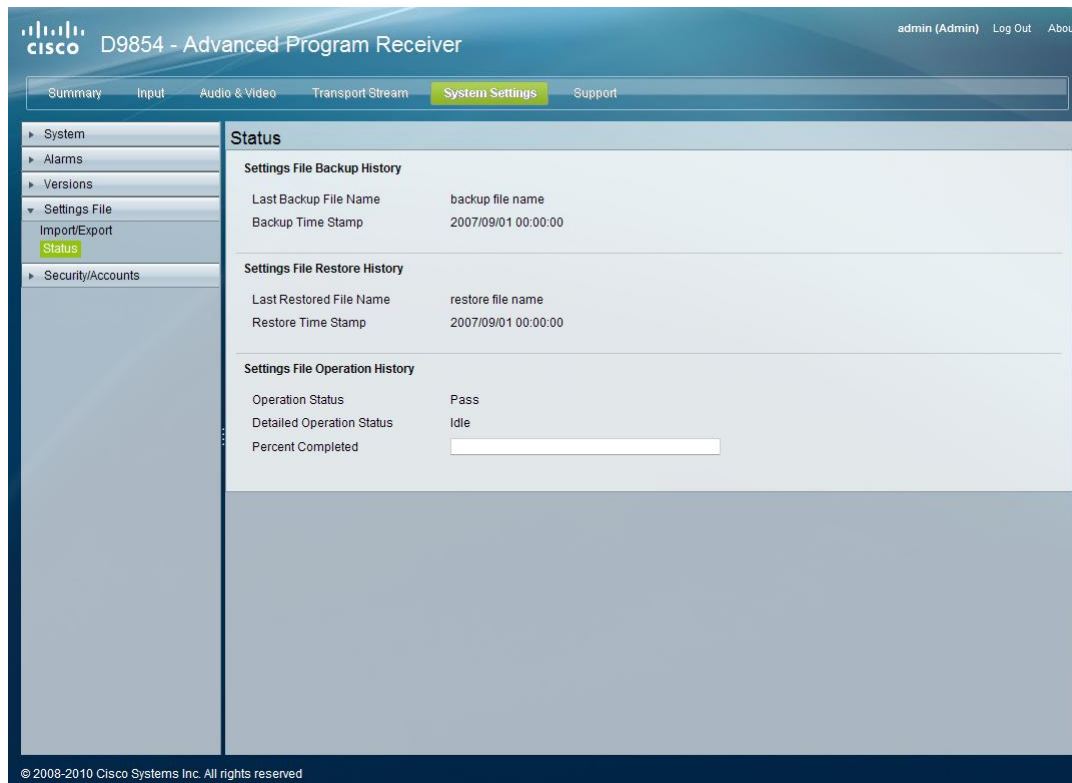 cisco D9854 - Advanced Program Receiver
admin (Admin) Log Out Abou
Summary Input Audio & Video Transport Stream System Settings Support
System
Alarms
Versions
Settings File
Import/Export
Status
Security/Accounts
Status
Settings File Backup History
Last Backup File Name backup file name
Backup Time Stamp 2007/09/01 00:00:00
Settings File Restore History
Last Restored File Name restore file name
Restore Time Stamp 2007/09/01 00:00:00
Settings File Operation History
Operation Status Pass
Detailed Operation Status Idle
Percent Completed
© 2008-2010 Cisco Systems Inc. All rights reserved